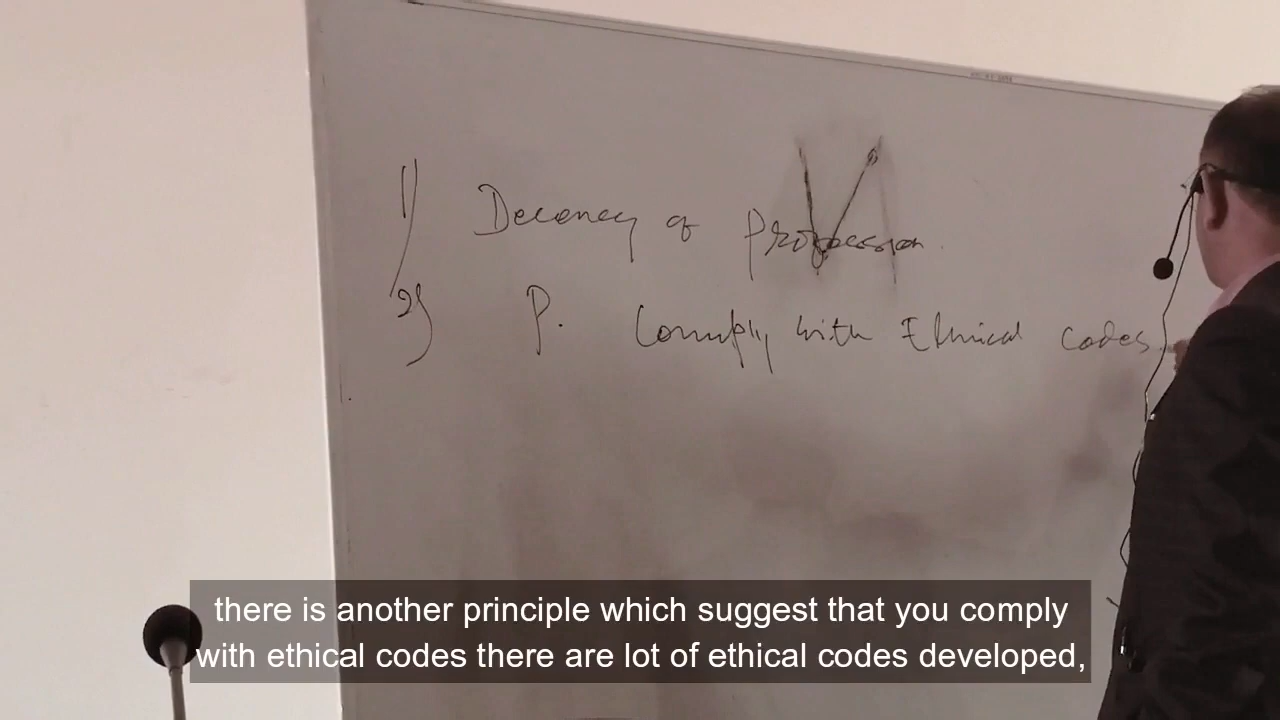 1) Decency of Profession.
2) P. Comply with Ethical codes.
there is another principle which suggest that you comply
with ethical codes there are lot of ethical codes developed,